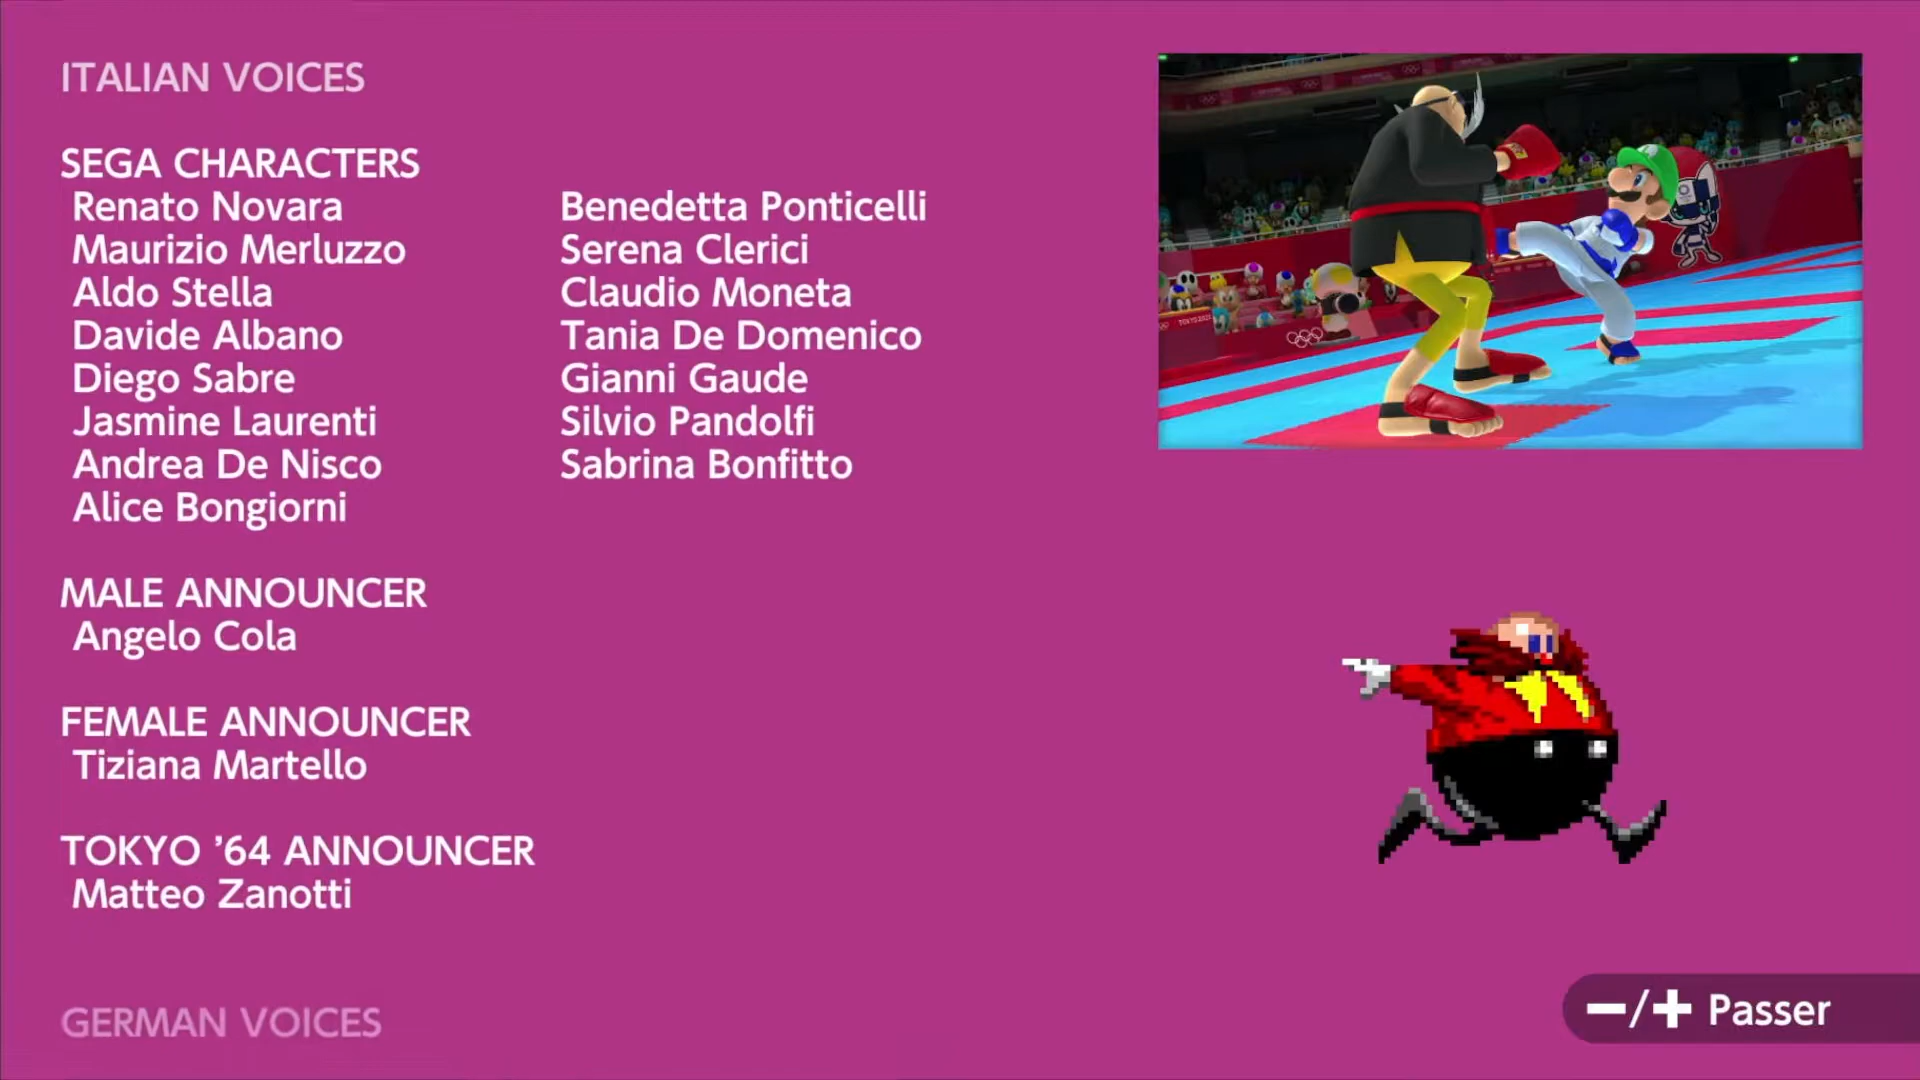 ITALIAN VOICES
SEGA CHARACTERS
Renato Novara
Maurizio Merluzzo
Aldo Stella
Davide Albano
Diego Sabre
Jasmine Laurenti
Andrea De Nisco
Alice Bongiorni
Benedetta Ponticelli
Serena Clerici
Claudio Moneta
Tania De Domenico
Gianni Gaude
Silvio Pandolfi
Sabrina Bonfitto
MALE ANNOUNCER
Angelo Cola
FEMALE ANNOUNCER
Tiziana Martello
TOKYO ’64 ANNOUNCER
Matteo Zanotti
GERMAN VOICES
−/+ Passer